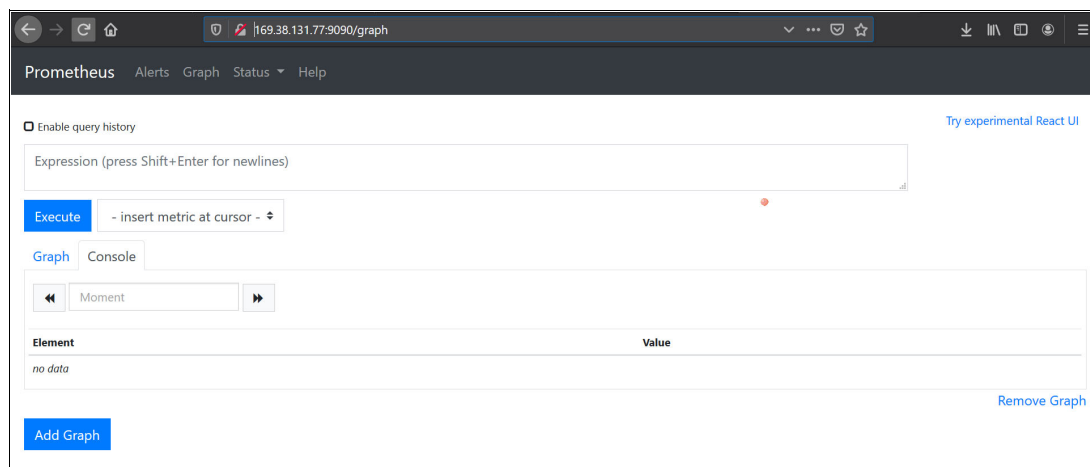 169.38.131.77:9090/graph
Prometheus Alerts Graph Status Help
Enable query history Try experimental React UI
Expression (press Shift+Enter for newlines)
Execute - insert metric at cursor -
Graph Console
Moment
Element Value
no data
Remove Graph
Add Graph